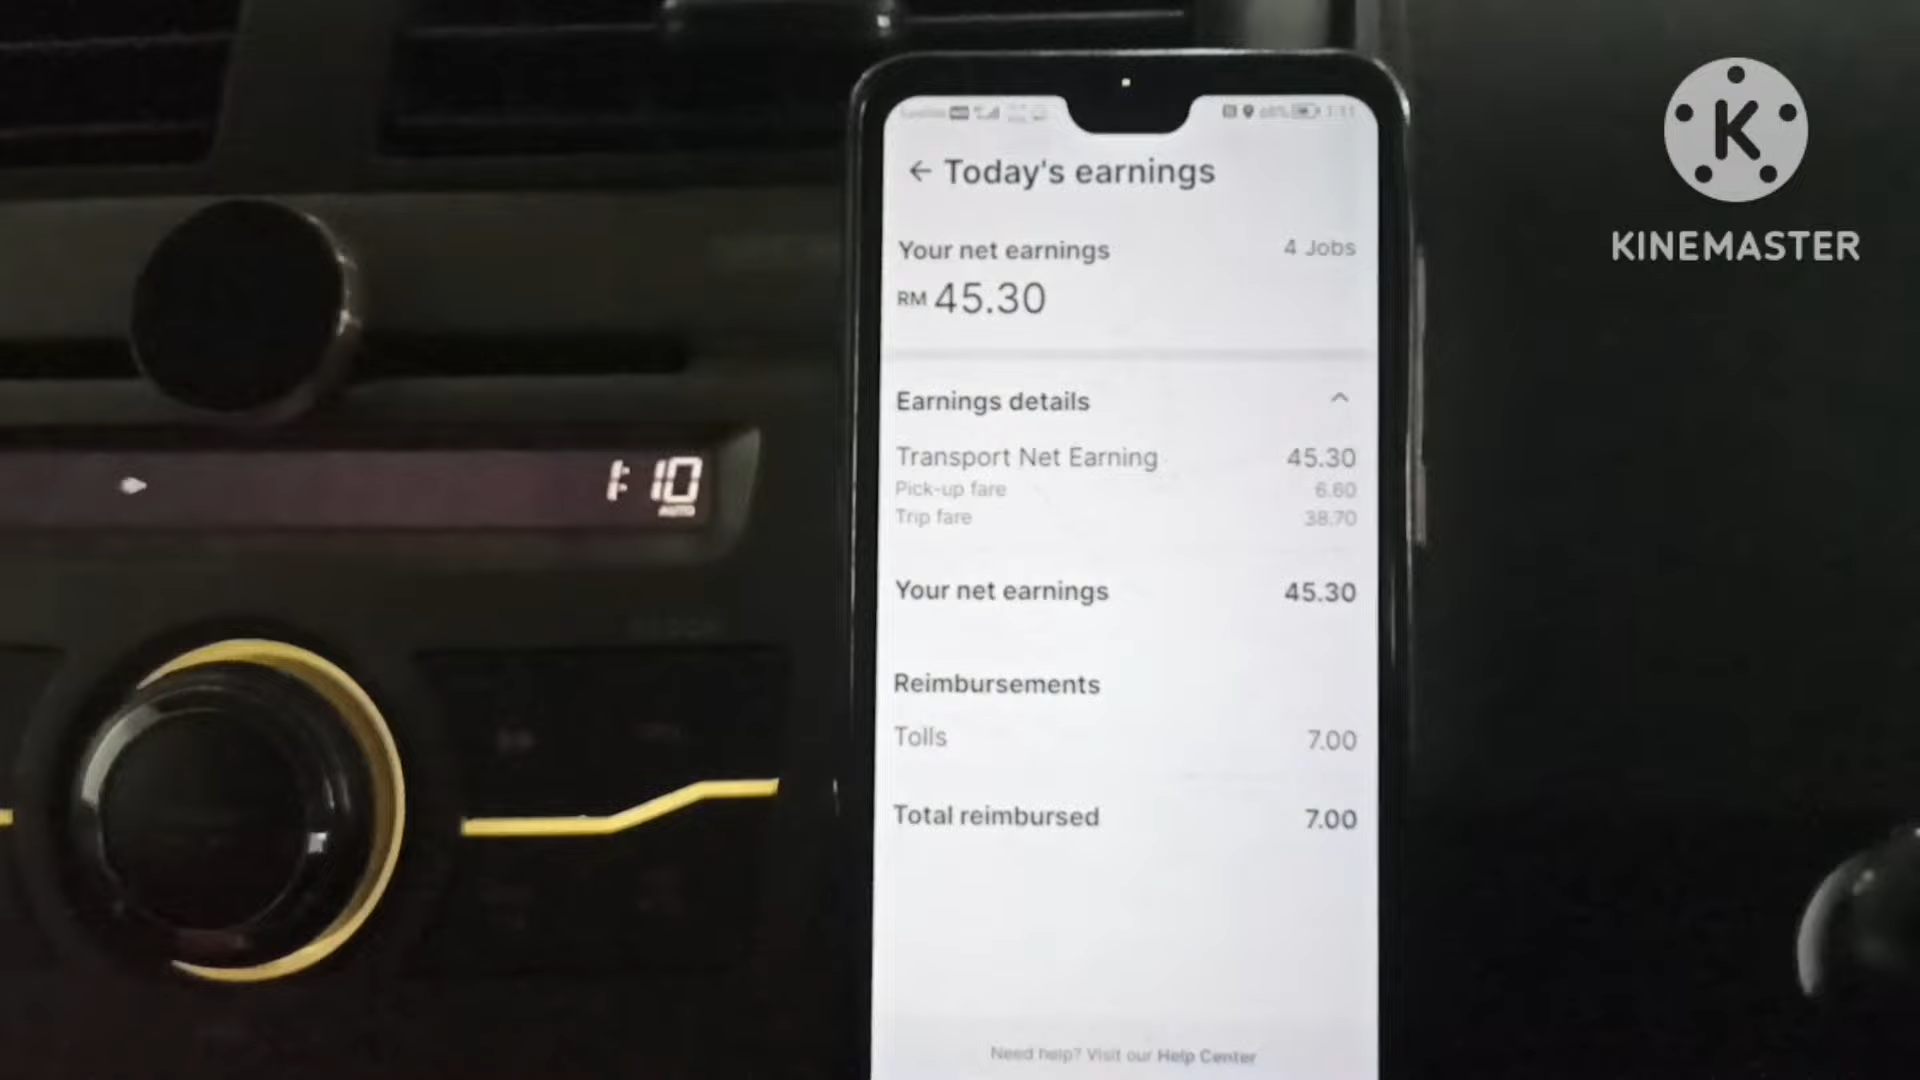 ← Today's earnings
Your net earnings 4 Jobs
RM 45.30
Earnings details
Transport Net Earning 45.30
Pick-up fare 6.60
Trip fare 38.70
Your net earnings 45.30
Reimbursements
Tolls 7.00
Total reimbursed 7.00
Need help? Visit our Help Center
1:10
AUTO
K
KINEMASTER